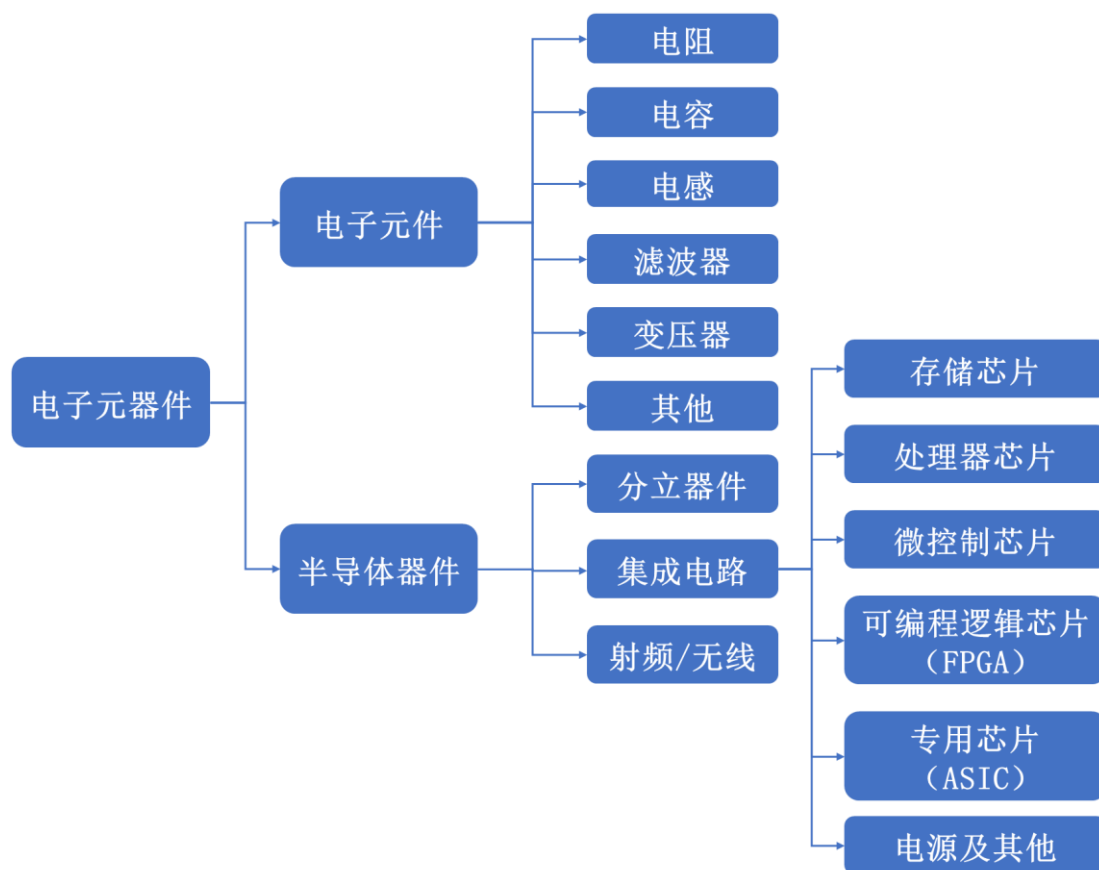 电阻
电容
电感
电子元件
滤波器
变压器
存储芯片
电子元器件
其他
处理器芯片
分立器件
微控制芯片
半导体器件
集成电路
可编程逻辑芯片
（FPGA）
射频/无线
专用芯片
（ASIC）
电源及其他